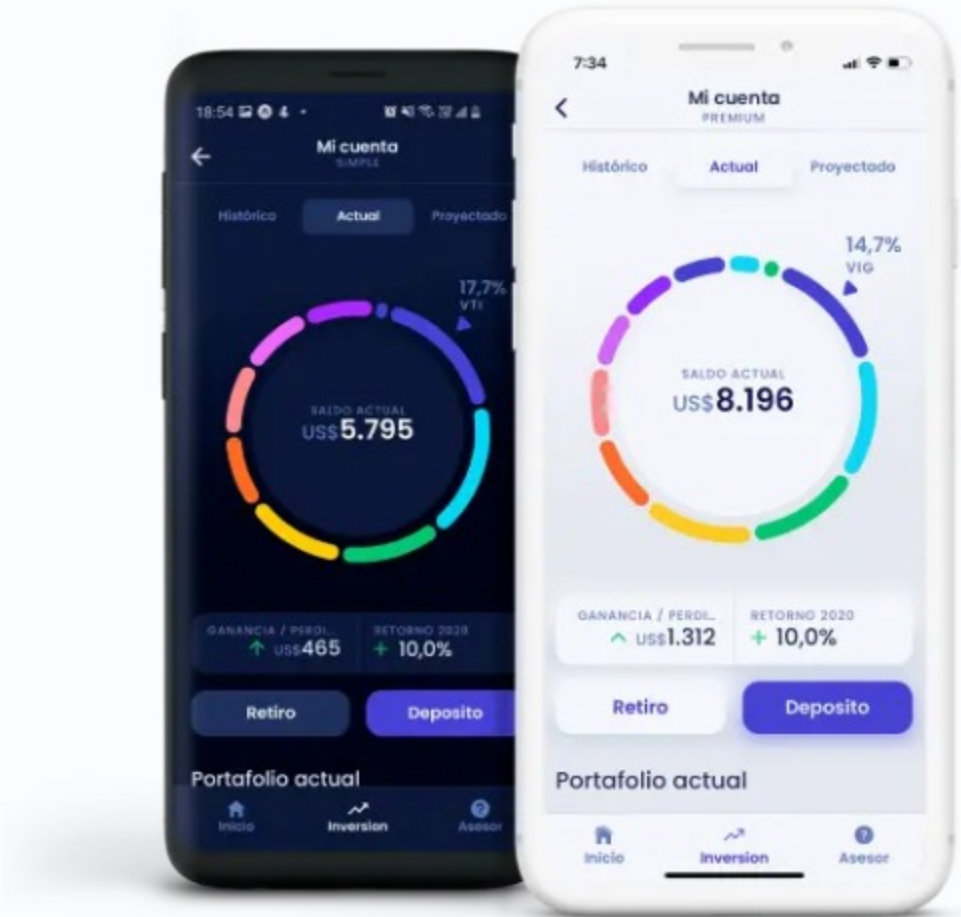 18:54
Mi cuenta
SIMPLE
Histórico
Actual
Proyectado
17,7%
VTI
SALDO ACTUAL
US$5.795
GANANCIA / PERDI...
US$465
RETORNO 2020
+ 10,0%
Retiro
Deposito
Portafolio actual
Inicio
Inversion
Asesor
7:34
Mi cuenta
PREMIUM
Histórico
Actual
Proyectado
14,7%
VIG
SALDO ACTUAL
US$8.196
GANANCIA / PERDI...
US$1.312
RETORNO 2020
+ 10,0%
Retiro
Deposito
Portafolio actual
Inicio
Inversion
Asesor